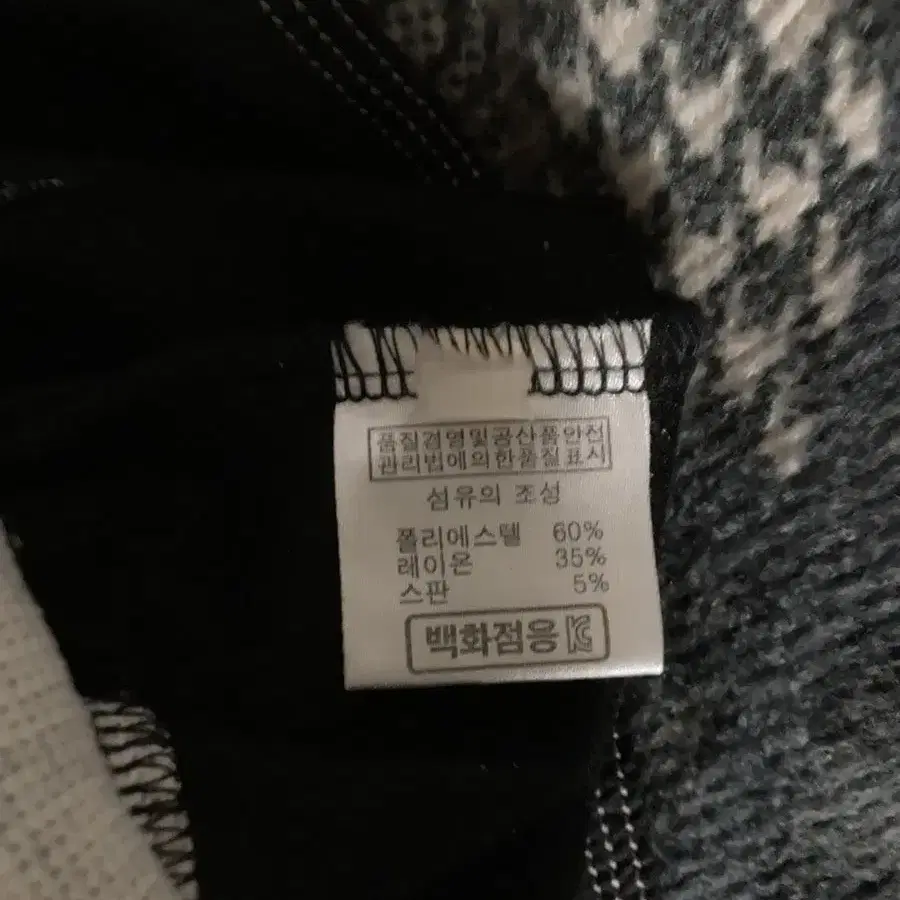 품질경영및공산품안전
관리법에의한품질표시
섬유의 조성
폴리에스텔 60%
레이온 35%
스판 5%
백화점용